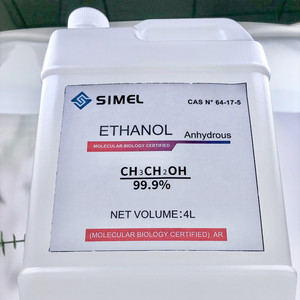 SIMEL
CAS N° 64-17-5
ETHANOL Anhydrous
MOLECULAR BIOLOGY CERTIFIED
CH₃CH₂OH
99.9%
NET VOLUME:4L
(MOLECULAR BIOLOGY CERTIFIED) AR